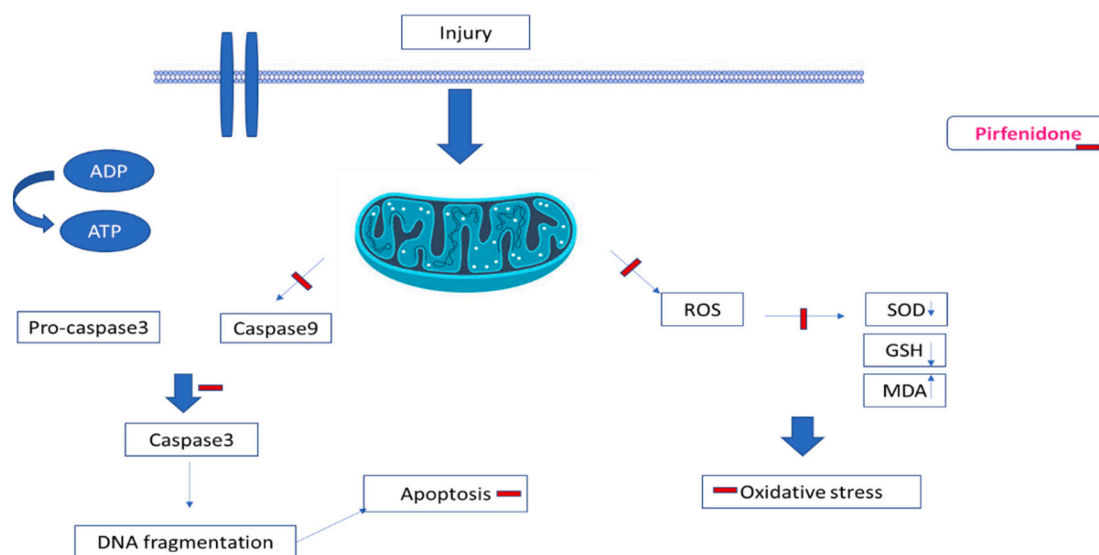 Injury
Pirfenidone
ADP
ATP
Pro-caspase3
Caspase9
ROS
SOD
GSH
MDA
Caspase3
Apoptosis
Oxidative stress
DNA fragmentation